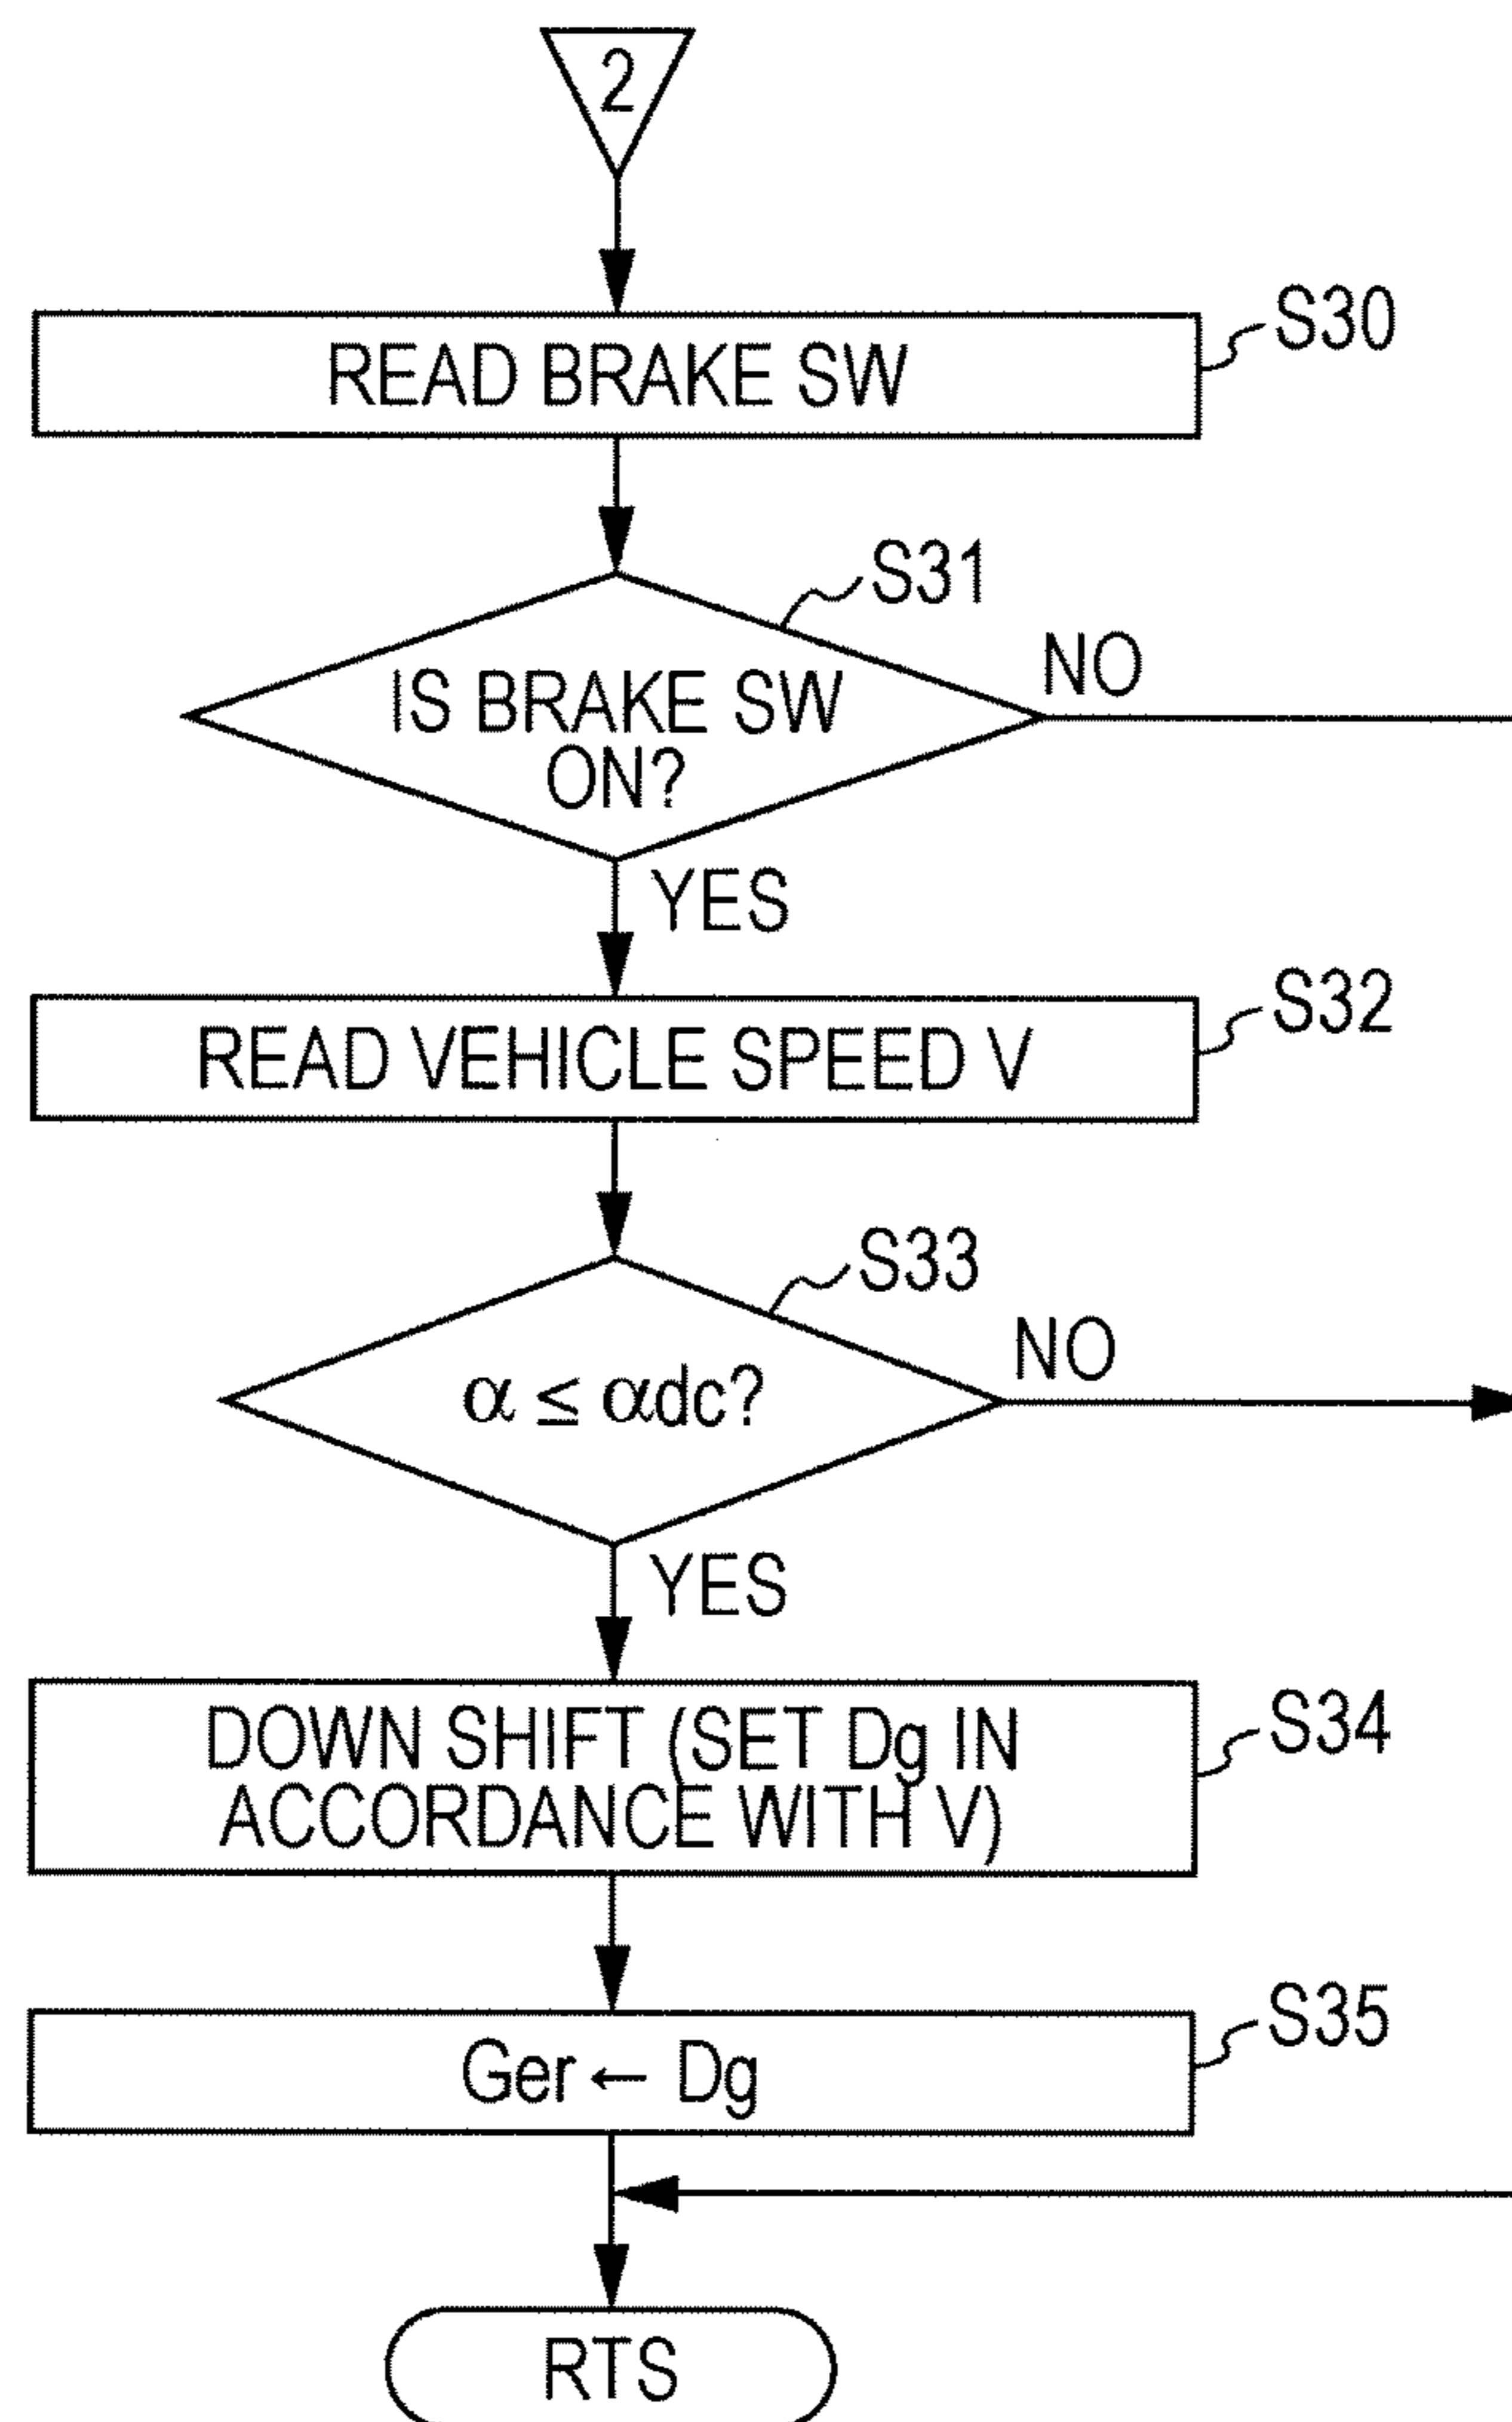 2
READ BRAKE SW
S30
S31
IS BRAKE SW
ON?
NO
YES
READ VEHICLE SPEED V
S32
S33
α ≤ αdc?
NO
YES
DOWN SHIFT (SET Dg IN
ACCORDANCE WITH V)
S34
Ger ← Dg
S35
RTS